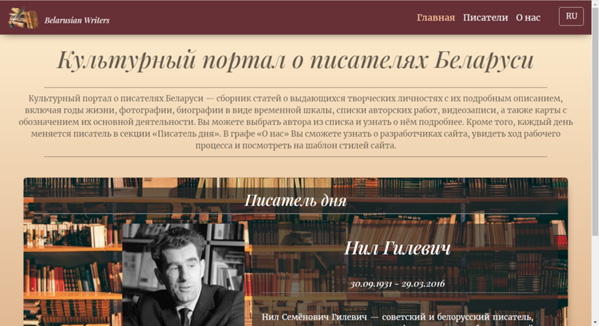 Belarusian Writers
Главная Писатели О нас RU
Культурный портал о писателях Беларуси
Культурный портал о писателях Беларуси — сборник статей о выдающихся творческих личностях с их подробным описанием,
включая годы жизни, фотографии, биографии в виде временной шкалы, списки авторских работ, видеозаписи, а также карты с
обозначением их основной деятельности. Вы можете выбрать автора из списка и узнать о нём подробнее. Кроме того, каждый день
меняется писатель в секции «Писатель дня». В графе «О нас» Вы сможете узнать о разработчиках сайта, увидеть ход рабочего
процесса и посмотреть на шаблон стилей сайта.
Писатель дня
Нил Гилевич
30.09.1931 - 29.03.2016
Нил Семёнович Гилевич — советский и белорусский писатель,